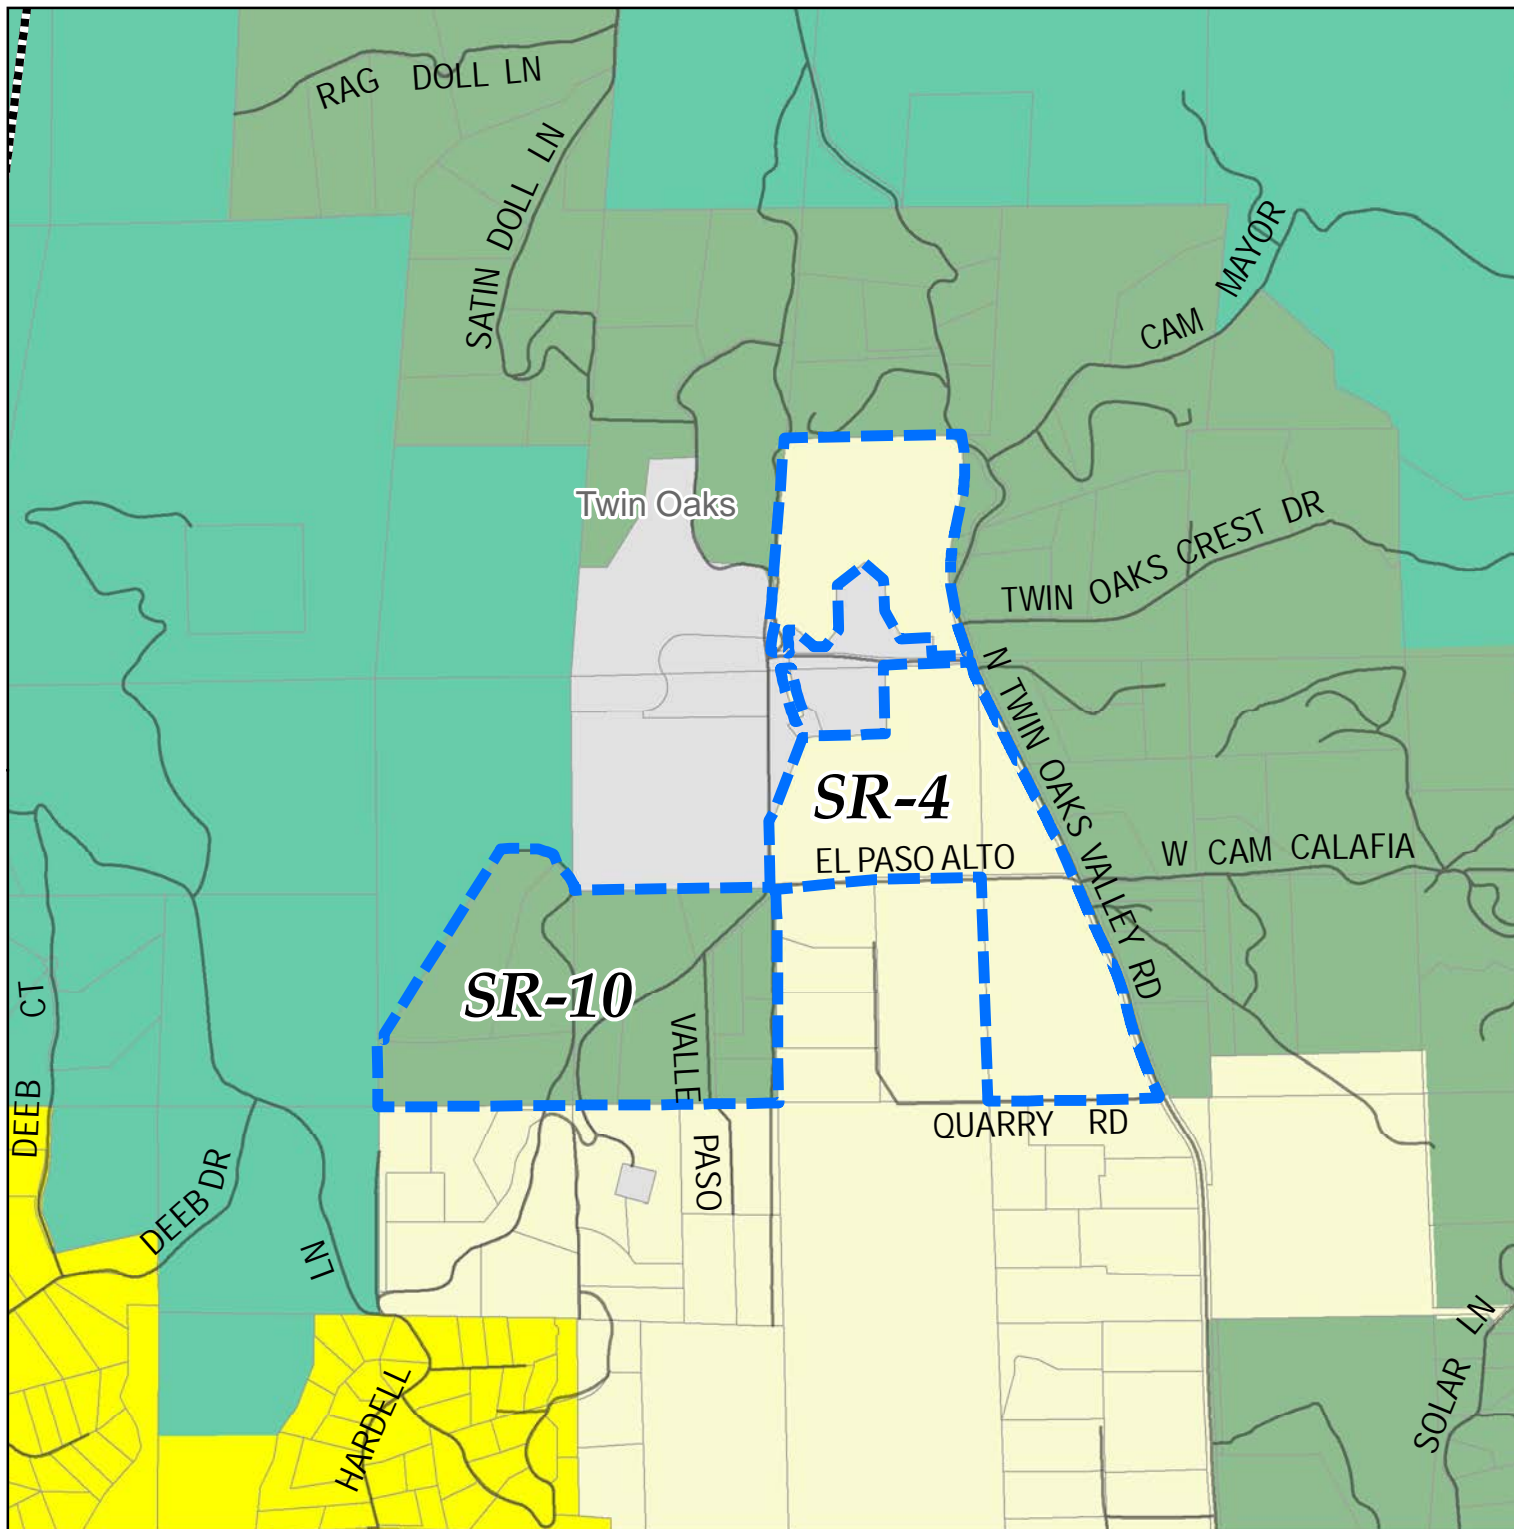 RAG DOLL LN
SATIN DOLL LN
CAM MAYOR
Twin Oaks
TWIN OAKS CREST DR
N TWIN OAKS VALLEY RD
SR-4
EL PASO ALTO
W CAM CALAFIA
SR-10
DEEB CT
VALLE PASO
QUARRY RD
DEEB DR
HARDELL LN
SOLAR LN